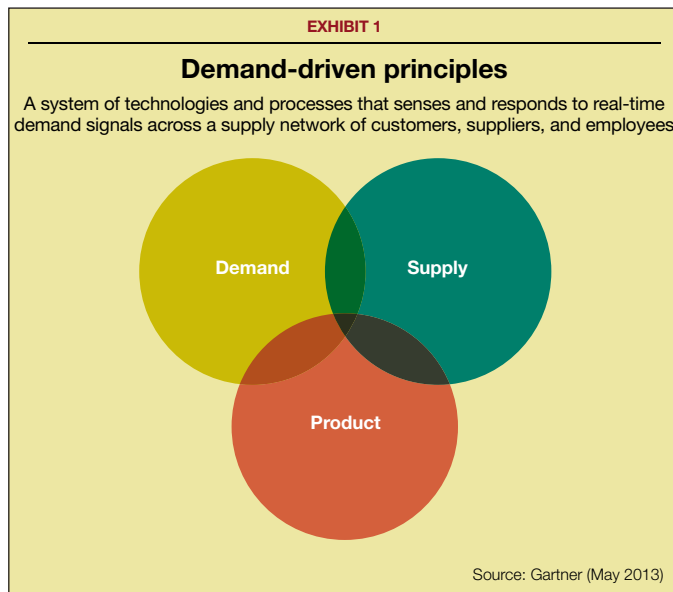 EXHIBIT 1
Demand-driven principles
A system of technologies and processes that senses and responds to real-time
demand signals across a supply network of customers, suppliers, and employees
Demand
Supply
Product
Source: Gartner (May 2013)